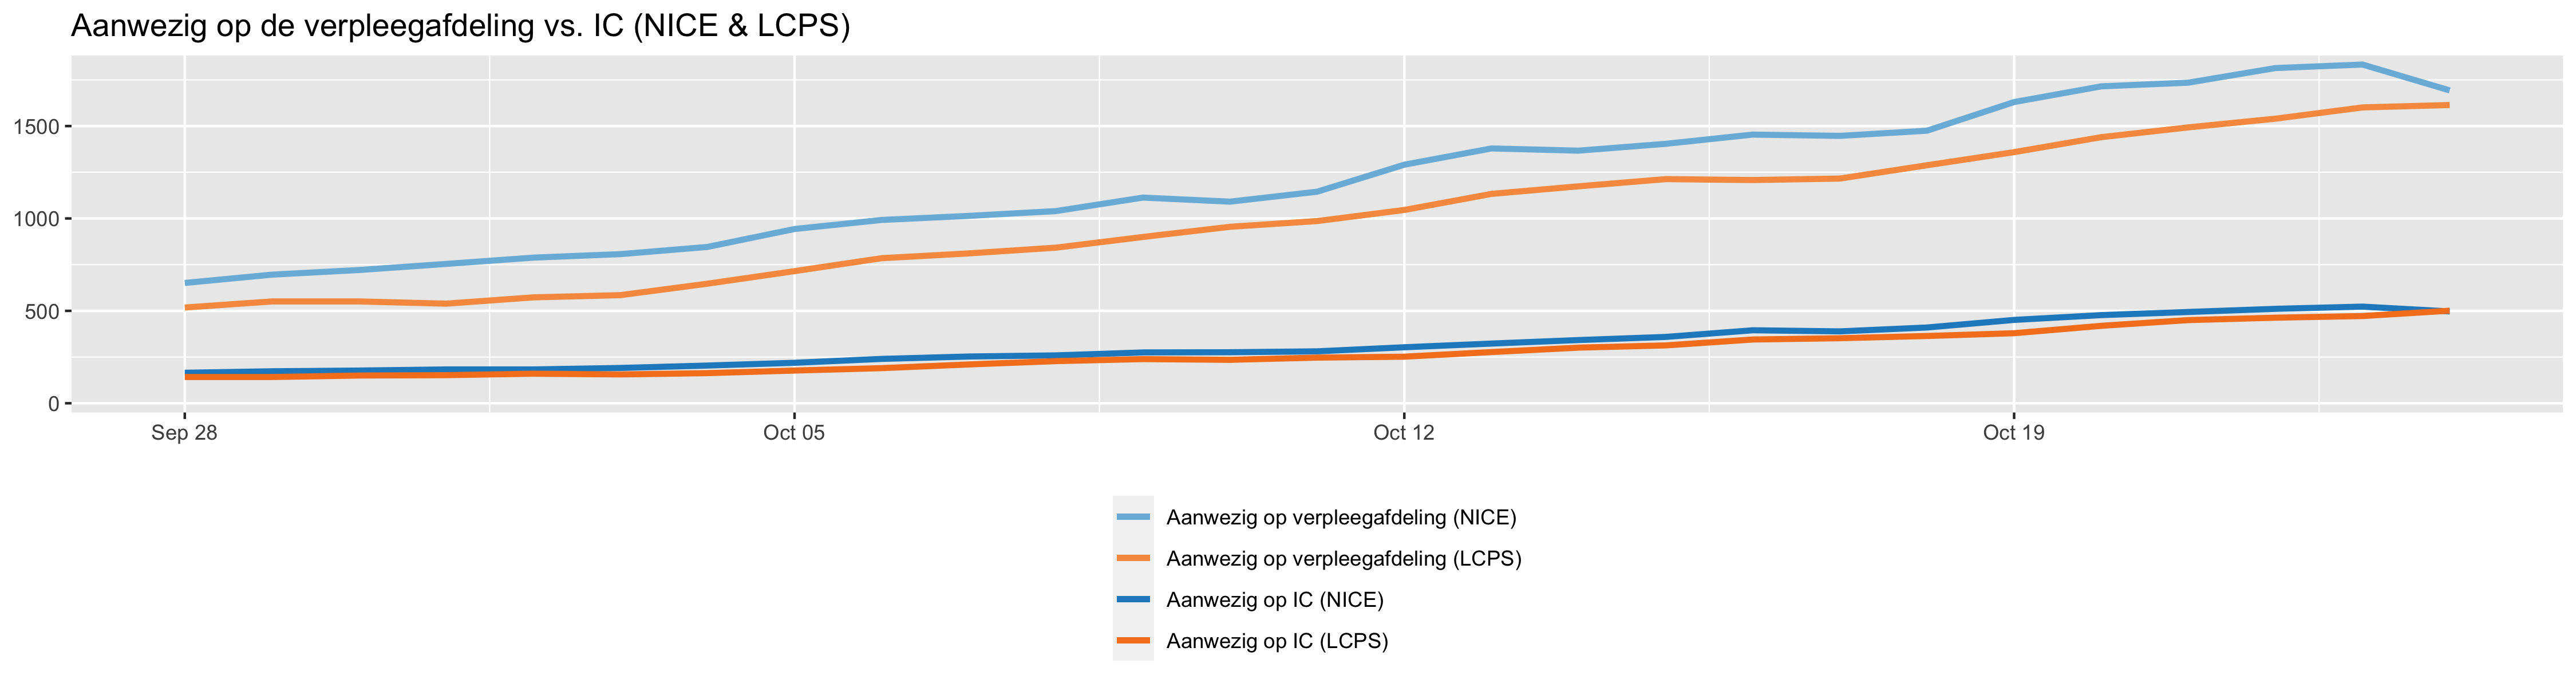 Aanwezig op de verpleegafdeling vs. IC (NICE & LCPS)
1500
1000
500
0
Sep 28 Oct 05 Oct 12 Oct 19
Aanwezig op verpleegafdeling (NICE)
Aanwezig op verpleegafdeling (LCPS)
Aanwezig op IC (NICE)
Aanwezig op IC (LCPS)